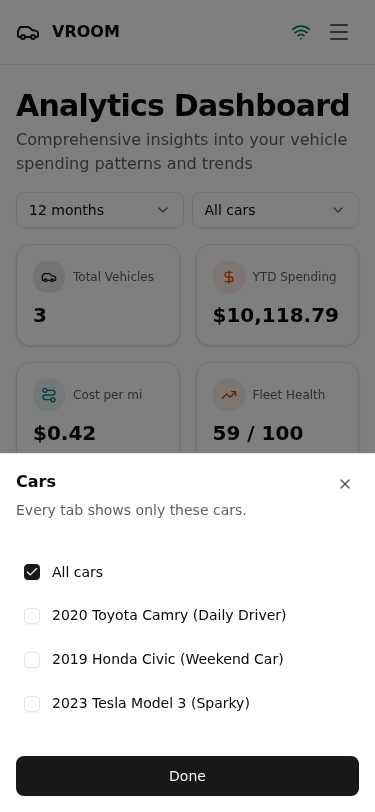 VROOM
Analytics Dashboard
Comprehensive insights into your vehicle
spending patterns and trends
12 months
All cars
Total Vehicles
3
YTD Spending
$10,118.79
Cost per mi
$0.42
Fleet Health
59 / 100
Cars
Every tab shows only these cars.
All cars
2020 Toyota Camry (Daily Driver)
2019 Honda Civic (Weekend Car)
2023 Tesla Model 3 (Sparky)
Done